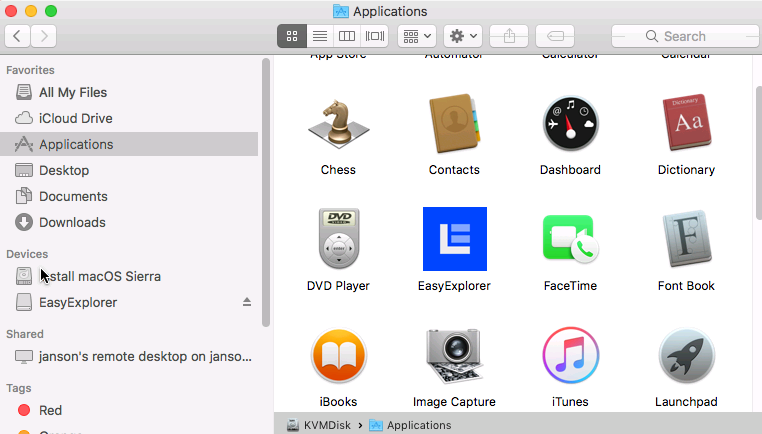 Applications
Search
Favorites
All My Files
iCloud Drive
Applications
Desktop
Documents
Downloads
Devices
Install macOS Sierra
EasyExplorer
Shared
janson's remote desktop on janso...
Tags
Red
Orange
App Store Automator Calculator Calendar
Chess Contacts Dashboard Dictionary
DVD Player EasyExplorer FaceTime Font Book
iBooks Image Capture iTunes Launchpad
KVMDisk › Applications